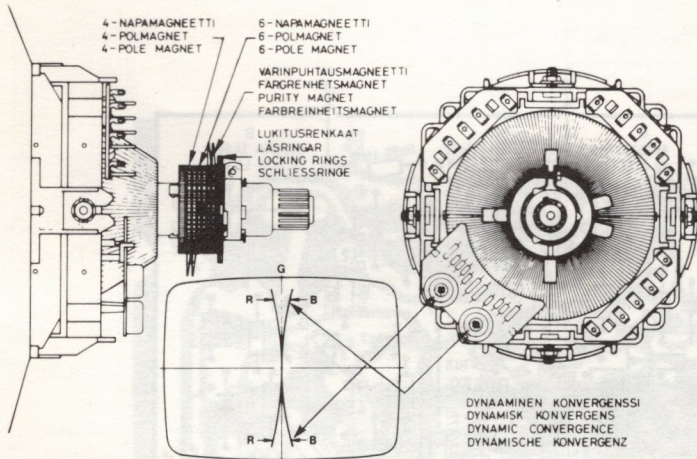 4-NAPAMAGNEETTI
4-POLMAGNET
4-POLE MAGNET
6-NAPAMAGNEETTI
6-POLMAGNET
6-POLE MAGNET
VÄRINPUHTAUSMAGNEETTI
FÄRGRENHETSMAGNET
PURITY MAGNET
FARBREINHEITSMAGNET
LUKITUSRENKAAT
LÅSRINGAR
LOCKING RINGS
SCHLIESSRINGE
G
R B
R B
DYNAAMINEN KONVERGENSSI
DYNAMISK KONVERGENS
DYNAMIC CONVERGENCE
DYNAMISCHE KONVERGENZ